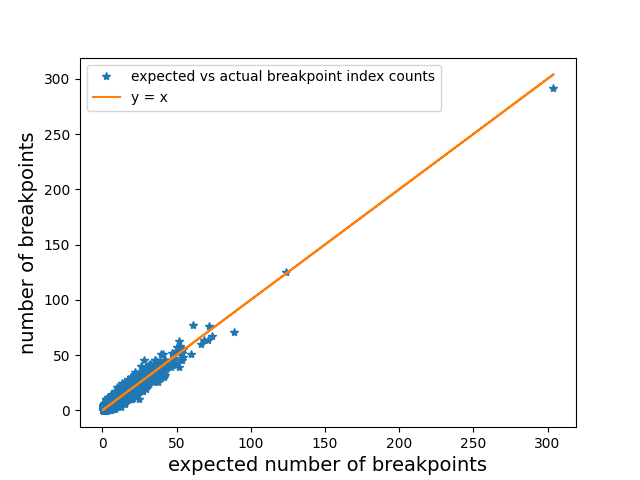 expected vs actual breakpoint index counts
y = x
300
250
200
150
100
50
0
number of breakpoints
0 50 100 150 200 250 300
expected number of breakpoints